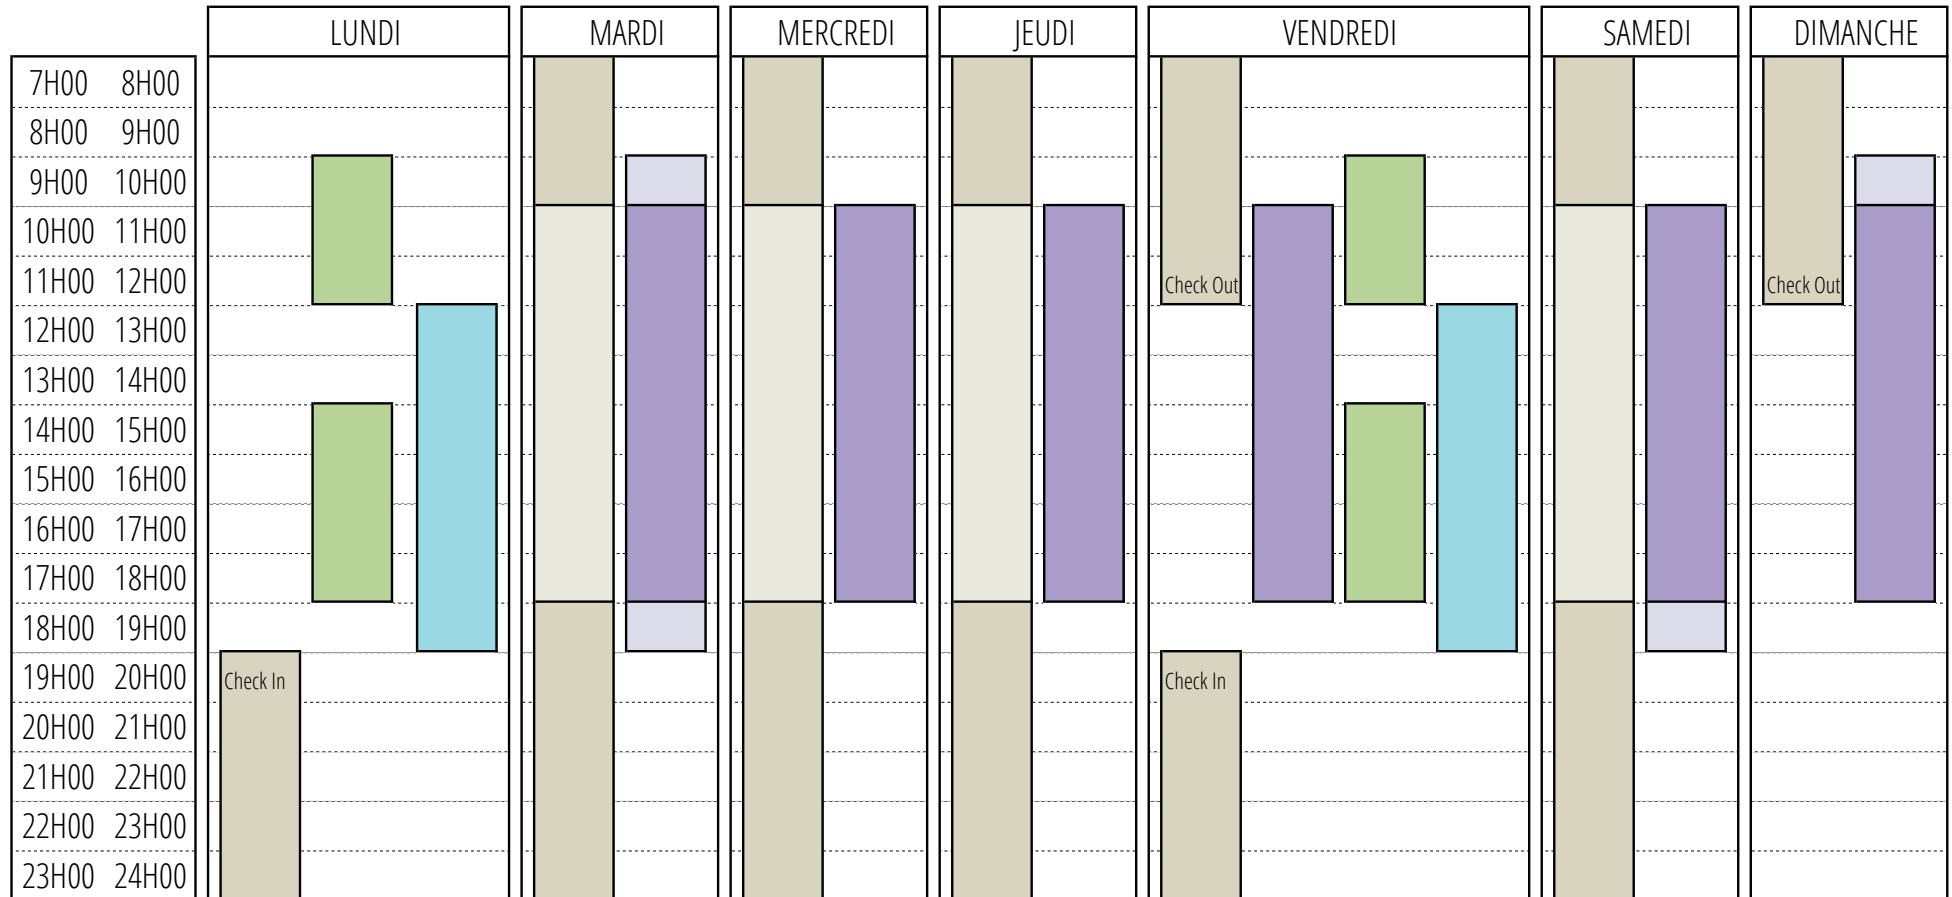 LUNDI MARDI MERCREDI JEUDI VENDREDI SAMEDI DIMANCHE
7H00 8H00
8H00 9H00
9H00 10H00
10H00 11H00
11H00 12H00 Check Out Check Out
12H00 13H00
13H00 14H00
14H00 15H00
15H00 16H00
16H00 17H00
17H00 18H00
18H00 19H00
19H00 20H00 Check In Check In
20H00 21H00
21H00 22H00
22H00 23H00
23H00 24H00